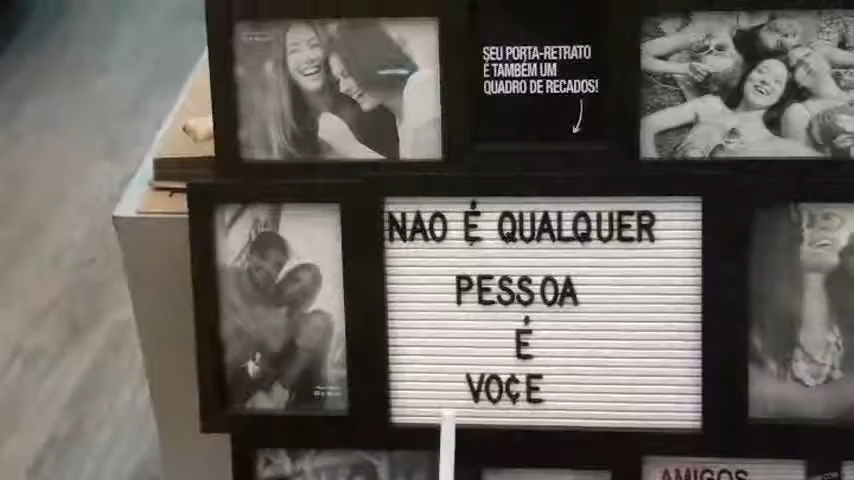 SEU PORTA-RETRATO
É TAMBÉM UM
QUADRO DE RECADOS!
NAO É QUALQUER
PESSOA
É
VOÇE
AMIGOS